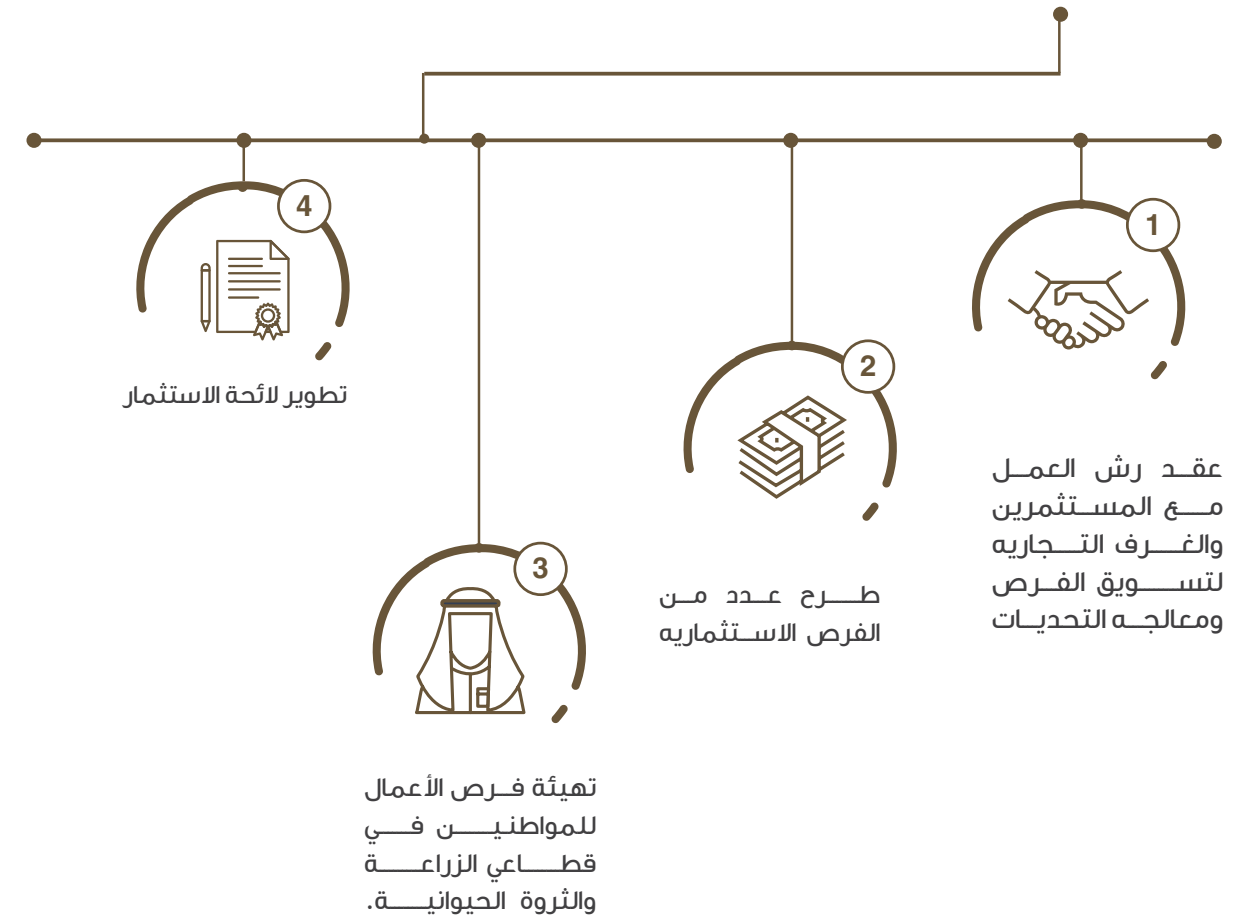 1
عقد رش العمل
مع المستثمرين
والغرف التجاريه
لتسويق الفرص
ومعالجه التحديات
2
طرح عدد من
الفرص الاستثماريه
3
تهيئة فرص الأعمال
للمواطنين في
قطاعي الزراعة
والثروة الحيوانية.
4
تطوير لائحة الاستثمار